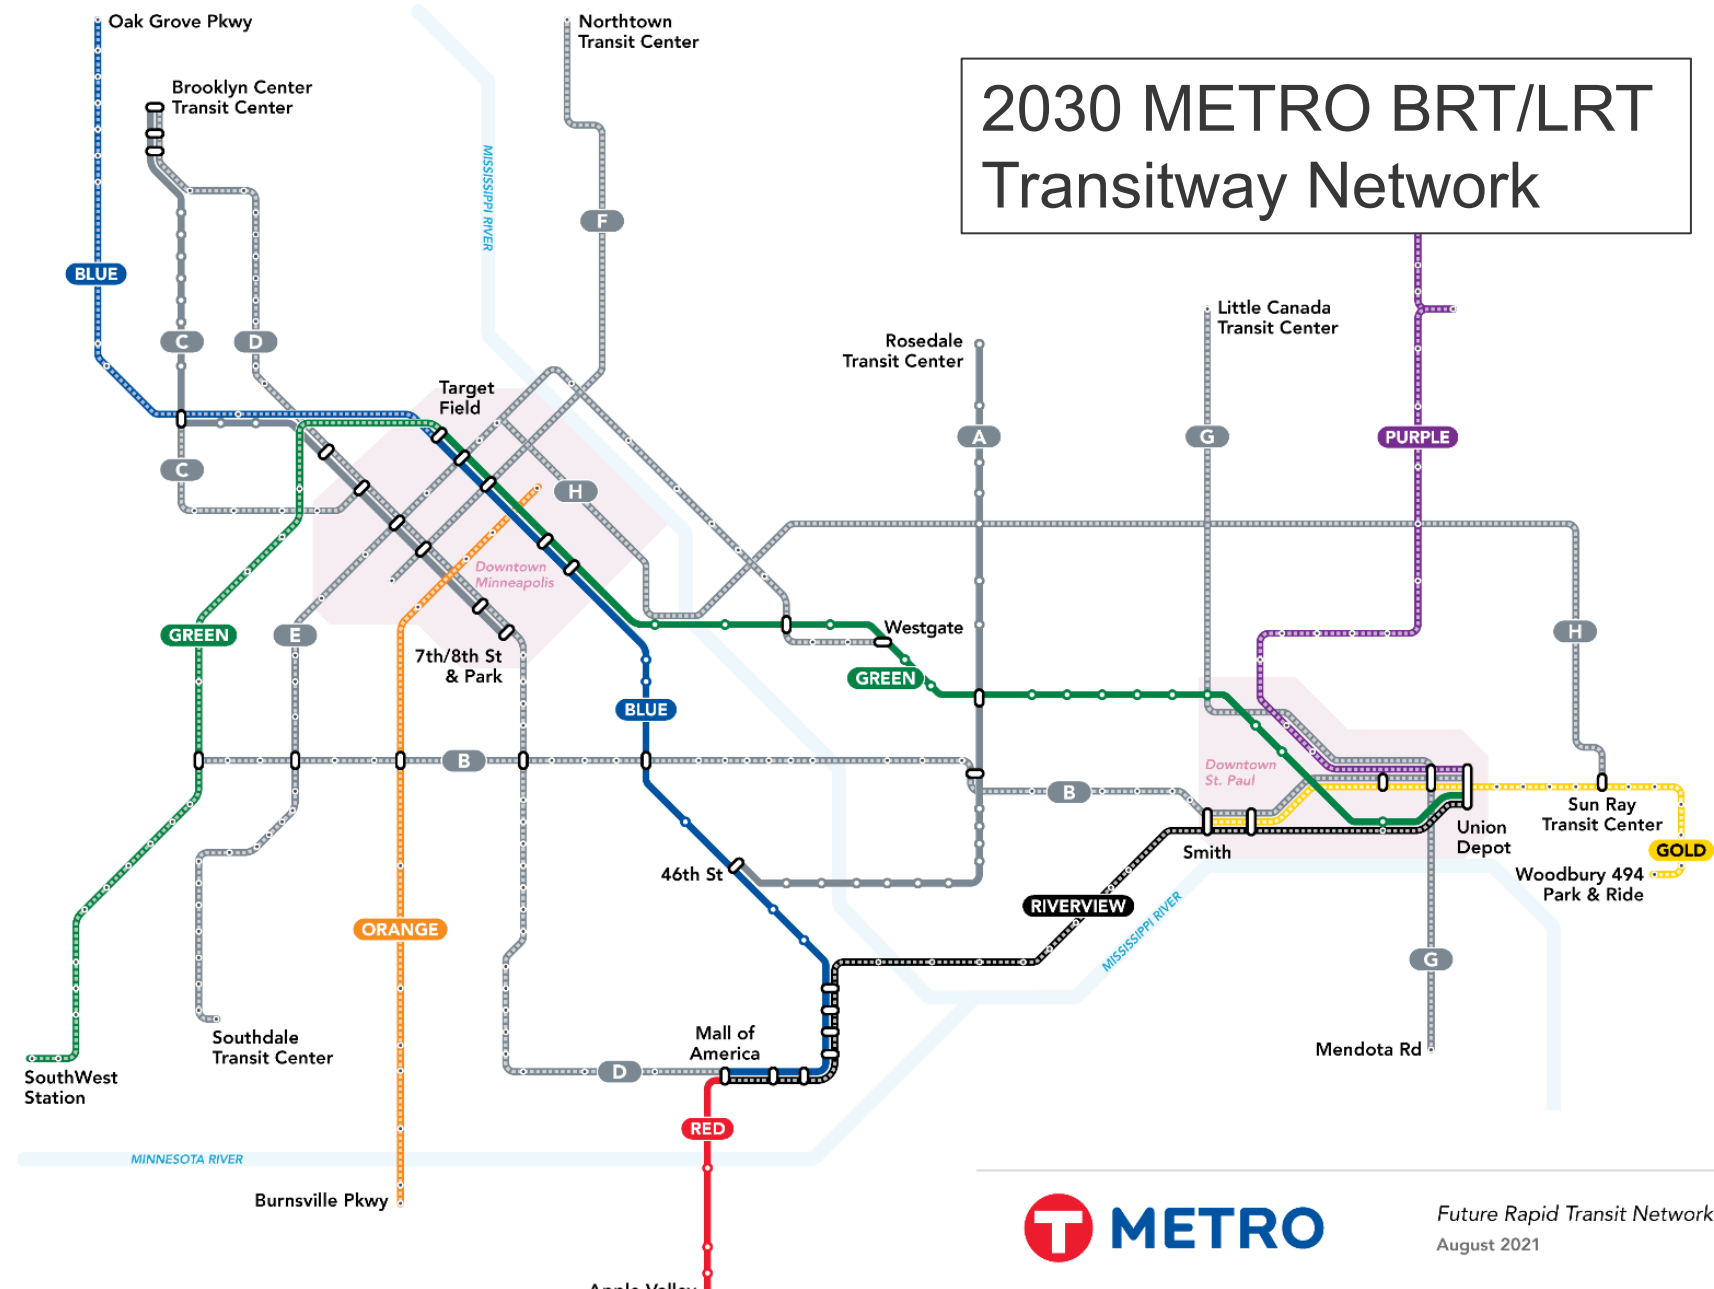 Oak Grove Pkwy
Northtown
Transit Center
Brooklyn Center
Transit Center
2030 METRO BRT/LRT
Transitway Network
MISSISSIPPI RIVER
F
BLUE
Little Canada
Transit Center
Rosedale
Transit Center
C
D
Target
Field
A
G
PURPLE
C
H
Downtown
Minneapolis
GREEN
E
Westgate
H
7th/8th St
& Park
GREEN
BLUE
B
Downtown
St. Paul
B
Sun Ray
Transit Center
Union
Depot
Smith
GOLD
46th St
Woodbury 494
Park & Ride
RIVERVIEW
ORANGE
MISSISSIPPI RIVER
G
Southdale
Transit Center
Mall of
America
Mendota Rd
D
SouthWest
Station
RED
MINNESOTA RIVER
Burnsville Pkwy
T METRO
Future Rapid Transit Network
August 2021
Apple Valley